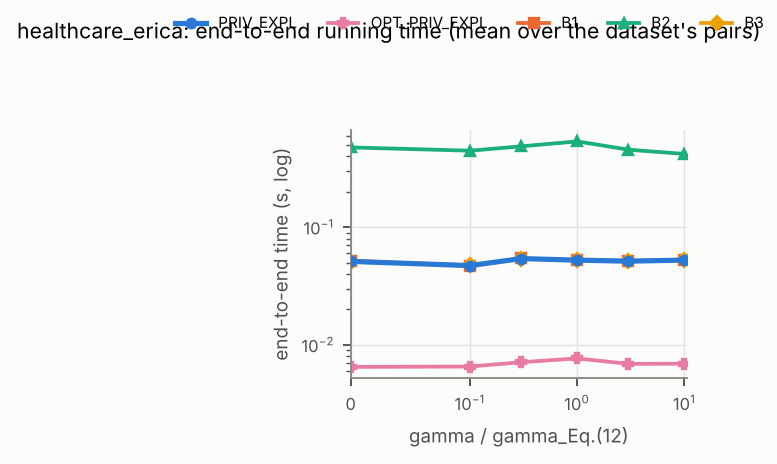 PRIV_EXPL OPT_PRIV_EXPL B1 B2 B3
healthcare_erica: end-to-end running time (mean over the dataset's pairs)
end-to-end time (s, log)
10⁻¹
10⁻²
0 10⁻¹ 10⁰ 10¹
gamma / gamma_Eq.(12)